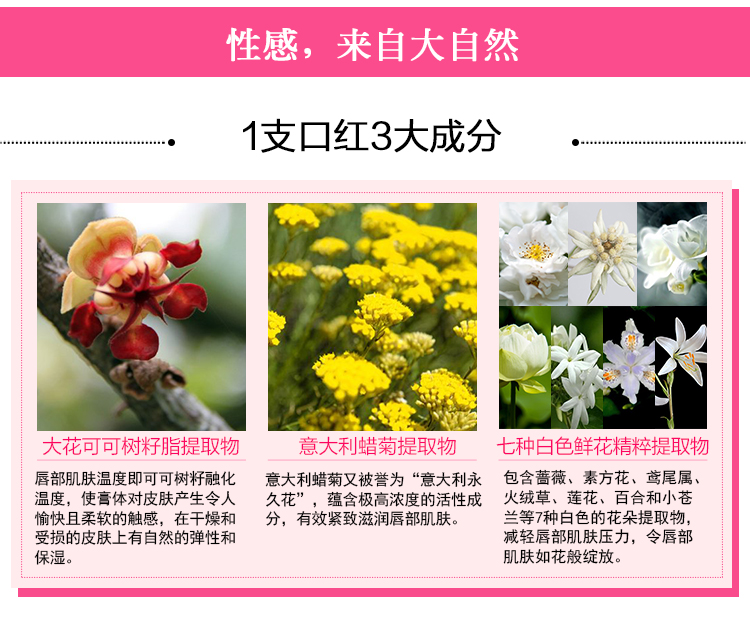 性感，来自大自然
1支口红3大成分
大花可可树籽脂提取物
唇部肌肤温度即可可树籽融化
温度，使膏体对皮肤产生令人
愉快且柔软的触感，在干燥和
受损的皮肤上有自然的弹性和
保湿。
意大利蜡菊提取物
意大利蜡菊又被誉为“意大利永
久花”，蕴含极高浓度的活性成
分，有效紧致滋润唇部肌肤。
七种白色鲜花精粹提取物
包含蔷薇、素方花、鸢尾属、
火绒草、莲花、百合和小苍
兰等7种白色的花朵提取物，
减轻唇部肌肤压力，令唇部
肌肤如花般绽放。